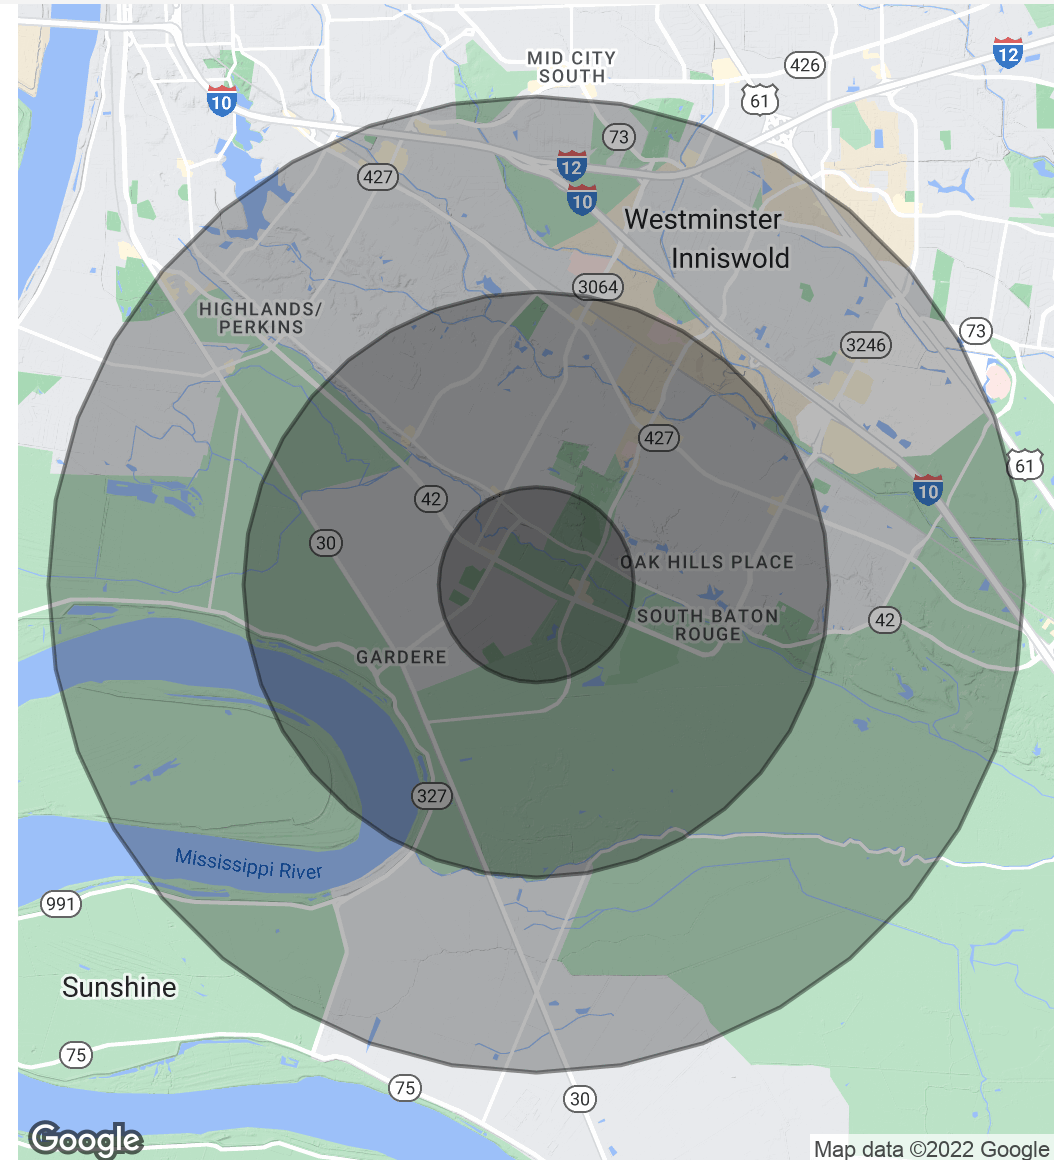 MID CITY
SOUTH
12
426
10
61
73
12
427
10
Westminster
Inniswold
3064
HIGHLANDS/
PERKINS
73
3246
427
61
10
42
30
OAK HILLS PLACE
SOUTH BATON
ROUGE
42
GARDERE
327
Mississippi River
991
Sunshine
75
75
30
Google
Map data ©2022 Google